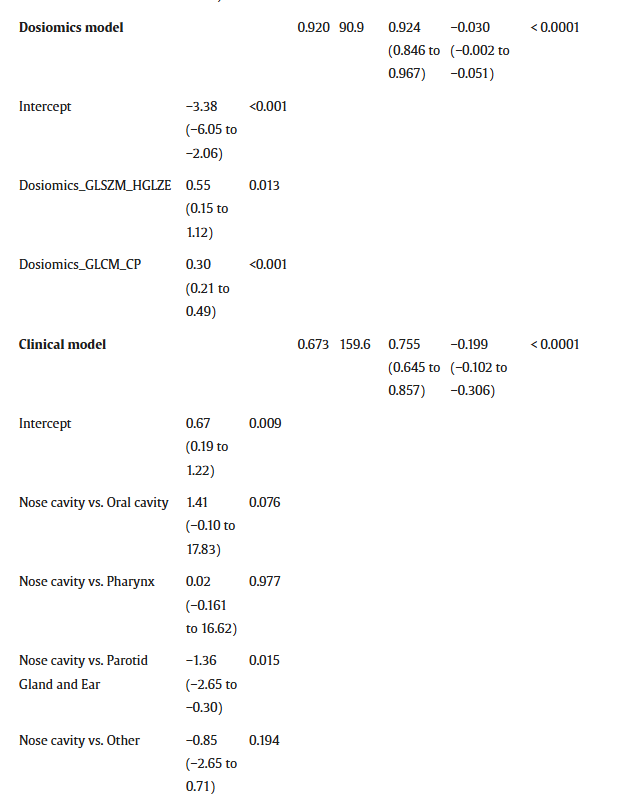 Dosiomics model 0.920 90.9 0.924 −0.030 < 0.0001
(0.846 to (−0.002 to
0.967) −0.051)
Intercept −3.38 <0.001
(−6.05 to
−2.06)
Dosiomics_GLSZM_HGLZE 0.55 0.013
(0.15 to
1.12)
Dosiomics_GLCM_CP 0.30 <0.001
(0.21 to
0.49)
Clinical model 0.673 159.6 0.755 −0.199 < 0.0001
(0.645 to (−0.102 to
0.857) −0.306)
Intercept 0.67 0.009
(0.19 to
1.22)
Nose cavity vs. Oral cavity 1.41 0.076
(−0.10 to
17.83)
Nose cavity vs. Pharynx 0.02 0.977
(−0.161
to 16.62)
Nose cavity vs. Parotid −1.36 0.015
Gland and Ear (−2.65 to
−0.30)
Nose cavity vs. Other −0.85 0.194
(−2.65 to
0.71)